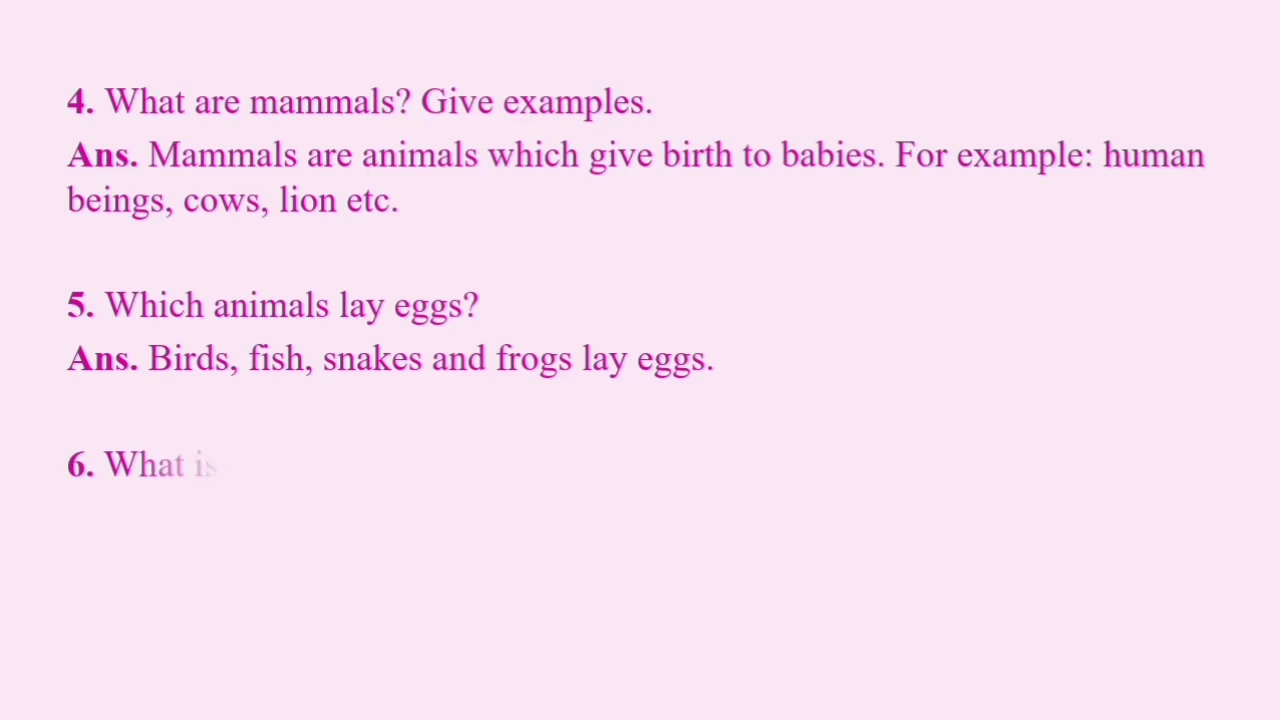 4. What are mammals? Give examples.
Ans. Mammals are animals which give birth to babies. For example: human
beings, cows, lion etc.
5. Which animals lay eggs?
Ans. Birds, fish, snakes and frogs lay eggs.
6. What is